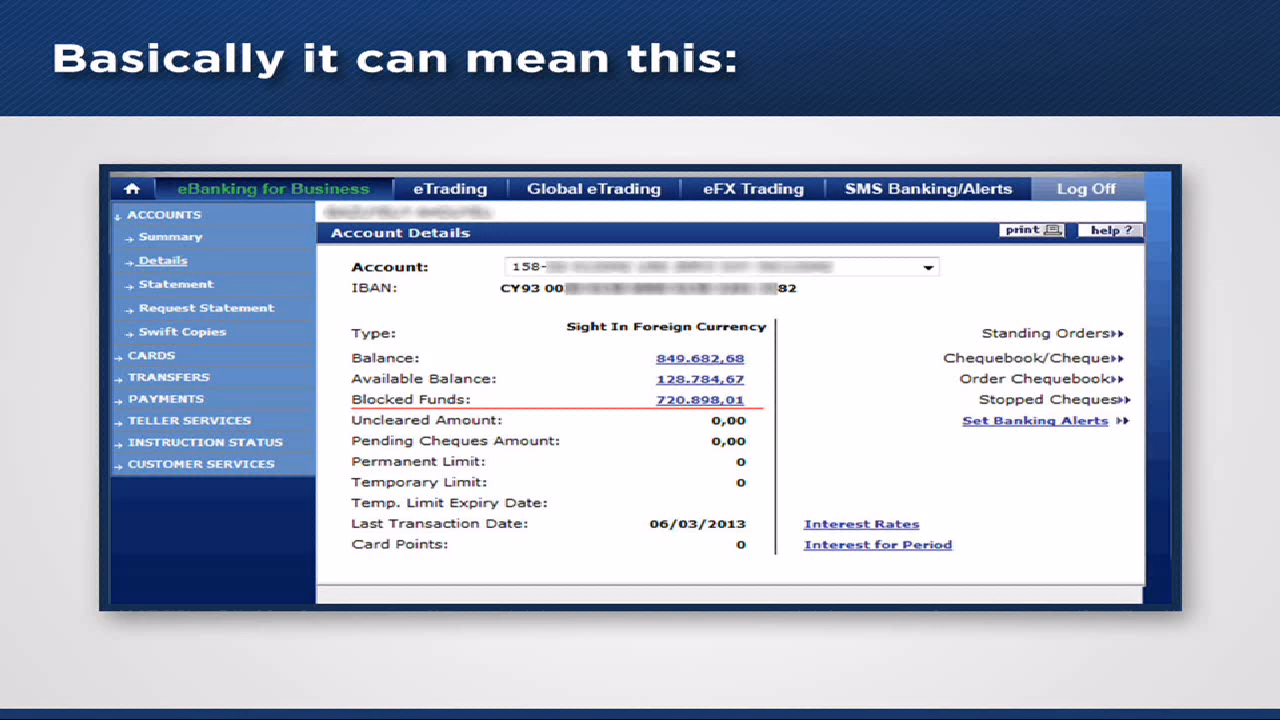 Basically it can mean this:
eBanking for Business eTrading Global eTrading eFX Trading SMS Banking/Alerts Log Off
ACCOUNTS
Summary
Details
Statement
Request Statement
Swift Copies
CARDS
TRANSFERS
PAYMENTS
TELLER SERVICES
INSTRUCTION STATUS
CUSTOMER SERVICES
Account Details print help ?
Account: 158-
IBAN: CY93 00 82
Type: Sight In Foreign Currency
Balance: 849.682,68
Available Balance: 128.784,67
Blocked Funds: 720.898,01
Uncleared Amount: 0,00
Pending Cheques Amount: 0,00
Permanent Limit: 0
Temporary Limit: 0
Temp. Limit Expiry Date:
Last Transaction Date: 06/03/2013
Card Points: 0
Standing Orders
Chequebook/Cheque
Order Chequebook
Stopped Cheques
Set Banking Alerts
Interest Rates
Interest for Period